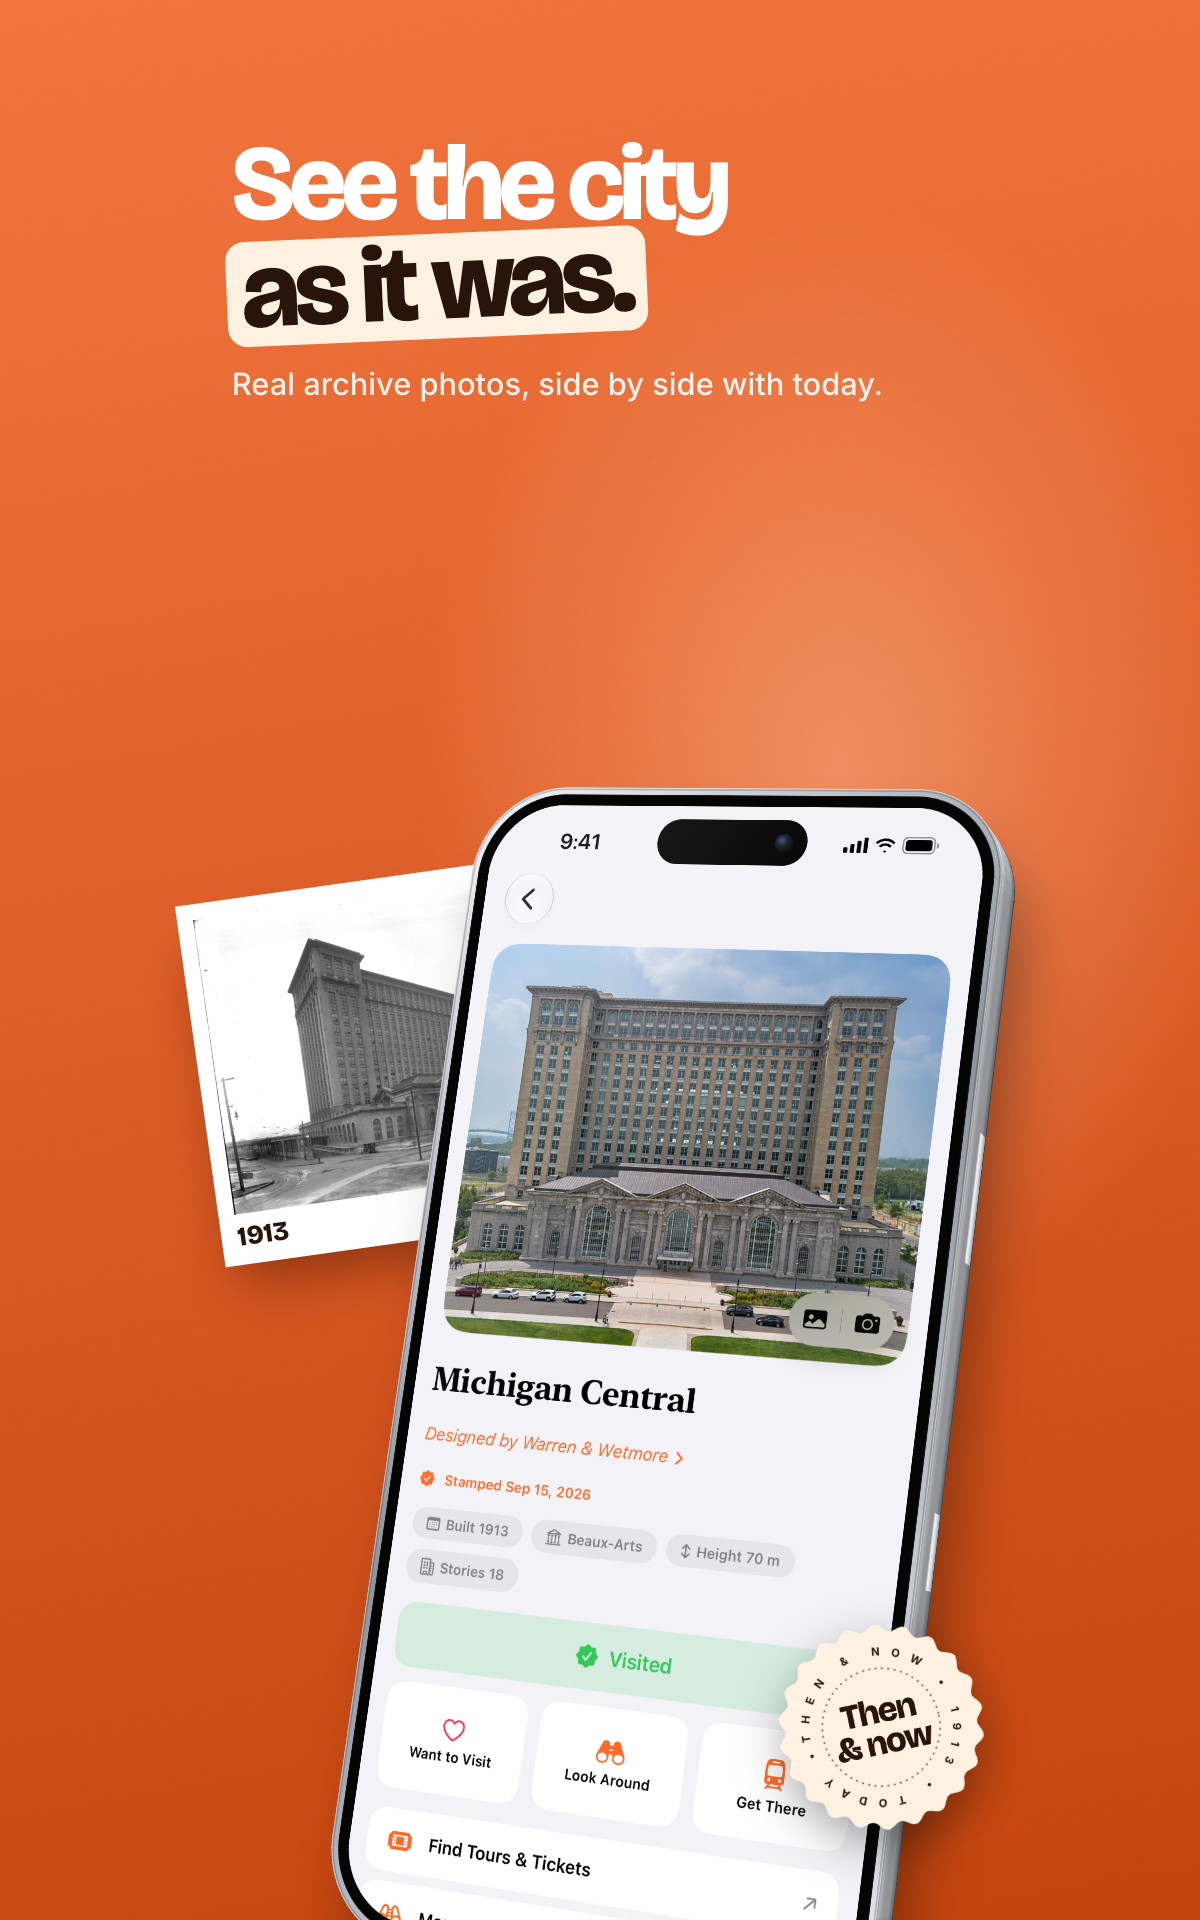 See the city
as it was.
Real archive photos, side by side with today.
9:41
1913
Michigan Central
Designed by Warren & Wetmore
Stamped Sep 15, 2026
Built 1913
Beaux-Arts
Height 70 m
Stories 18
Visited
Want to Visit
Look Around
Get There
THEN & NOW • 1913 • TODAY •
Then
& now
Find Tours & Tickets